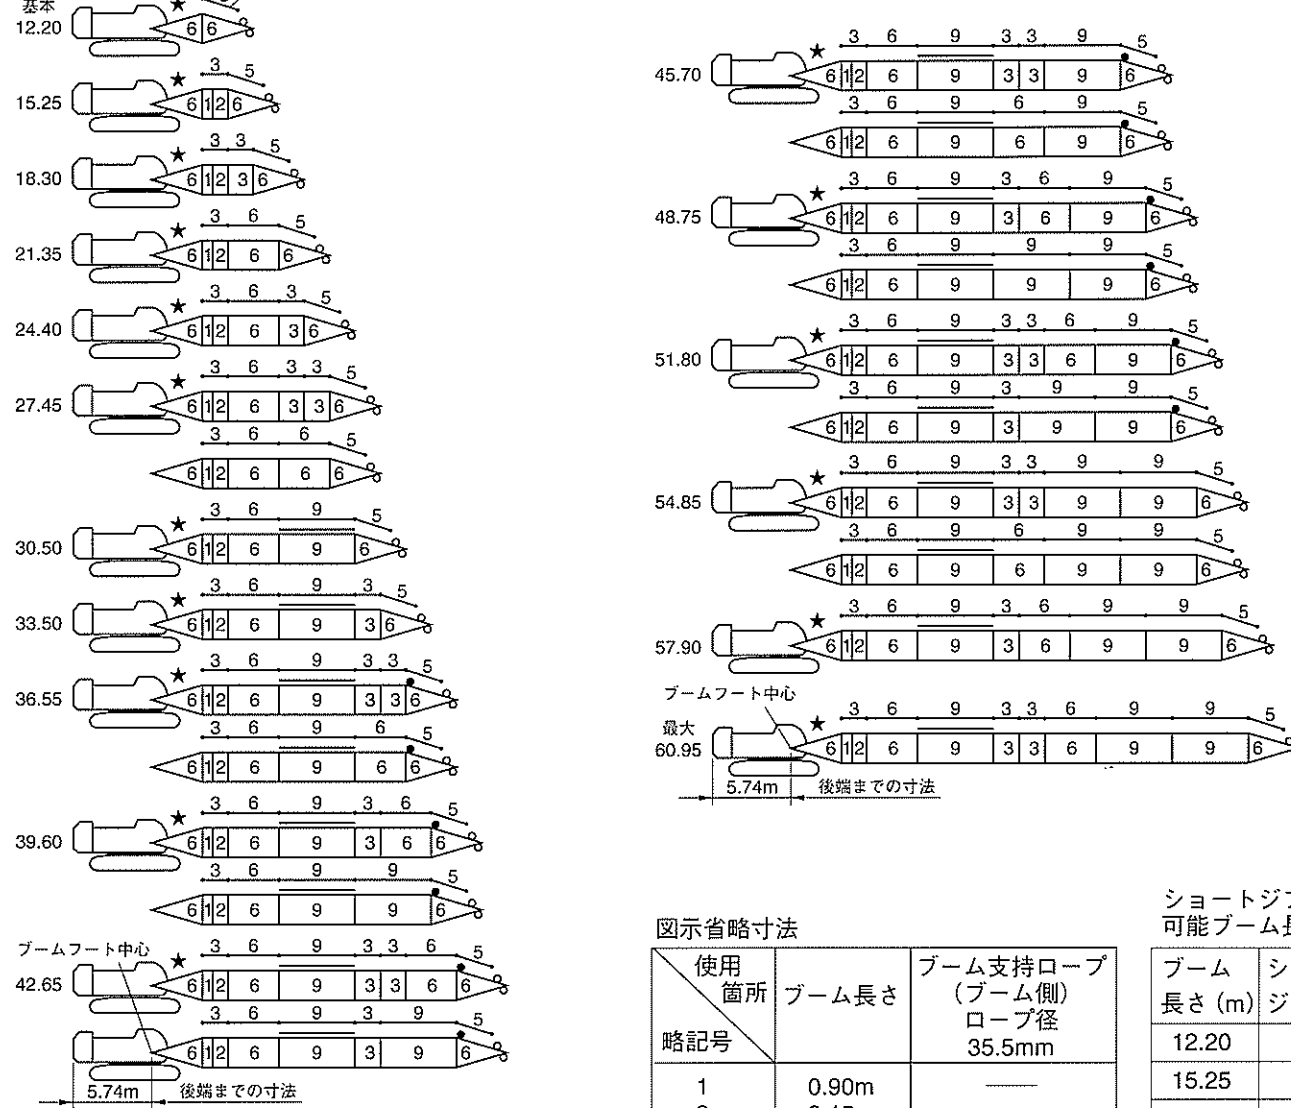 基本
12.20 ★ 6 6
3 5
15.25 ★ 6 1 2 6
3 3 5
18.30 ★ 6 1 2 3 6
3 6 5
21.35 ★ 6 1 2 6 6
3 6 3 5
24.40 ★ 6 1 2 6 3 6
3 6 3 3 5
27.45 ★ 6 1 2 6 3 3 6
3 6 6 5
6 1 2 6 6 6
3 6 9 5
30.50 ★ 6 1 2 6 9 6
3 6 9 3 5
33.50 ★ 6 1 2 6 9 3 6
3 6 9 3 3 5
36.55 ★ 6 1 2 6 9 3 3 6
3 6 9 6 5
6 1 2 6 9 6 6
3 6 9 3 6 5
39.60 ★ 6 1 2 6 9 3 6 6
3 6 9 9 5
6 1 2 6 9 9 6
ブームフート中心
3 6 9 3 3 6 5
42.65 ★ 6 1 2 6 9 3 3 6 6
3 6 9 3 9 5
6 1 2 6 9 3 9 6
5.74m 後端までの寸法
3 6 9 3 3 9 5
45.70 ★ 6 1 2 6 9 3 3 9 6
3 6 9 6 9 5
6 1 2 6 9 6 9 6
3 6 9 3 6 9 5
48.75 ★ 6 1 2 6 9 3 6 9 6
3 6 9 9 9 5
6 1 2 6 9 9 9 6
3 6 9 3 3 6 9 5
51.80 ★ 6 1 2 6 9 3 3 6 9 6
3 6 9 3 9 9 5
6 1 2 6 9 3 9 9 6
3 6 9 3 3 9 9 5
54.85 ★ 6 1 2 6 9 3 3 9 9 6
3 6 9 6 9 9 5
6 1 2 6 9 6 9 9 6
3 6 9 3 6 9 9 5
57.90 ★ 6 1 2 6 9 3 6 9 9 6
ブームフート中心
3 6 9 3 3 6 9 9 5
最大
60.95 ★ 6 1 2 6 9 3 3 6 9 9 6
5.74m 後端までの寸法
図示省略寸法
使用
箇所
略記号
ブーム長さ
ブーム支持ロープ
(ブーム側)
ロープ径
35.5mm
1 0.90m ——
ショートジブ
可能ブーム長
ブーム
長さ(m)
シ
ジ
12.20
15.25